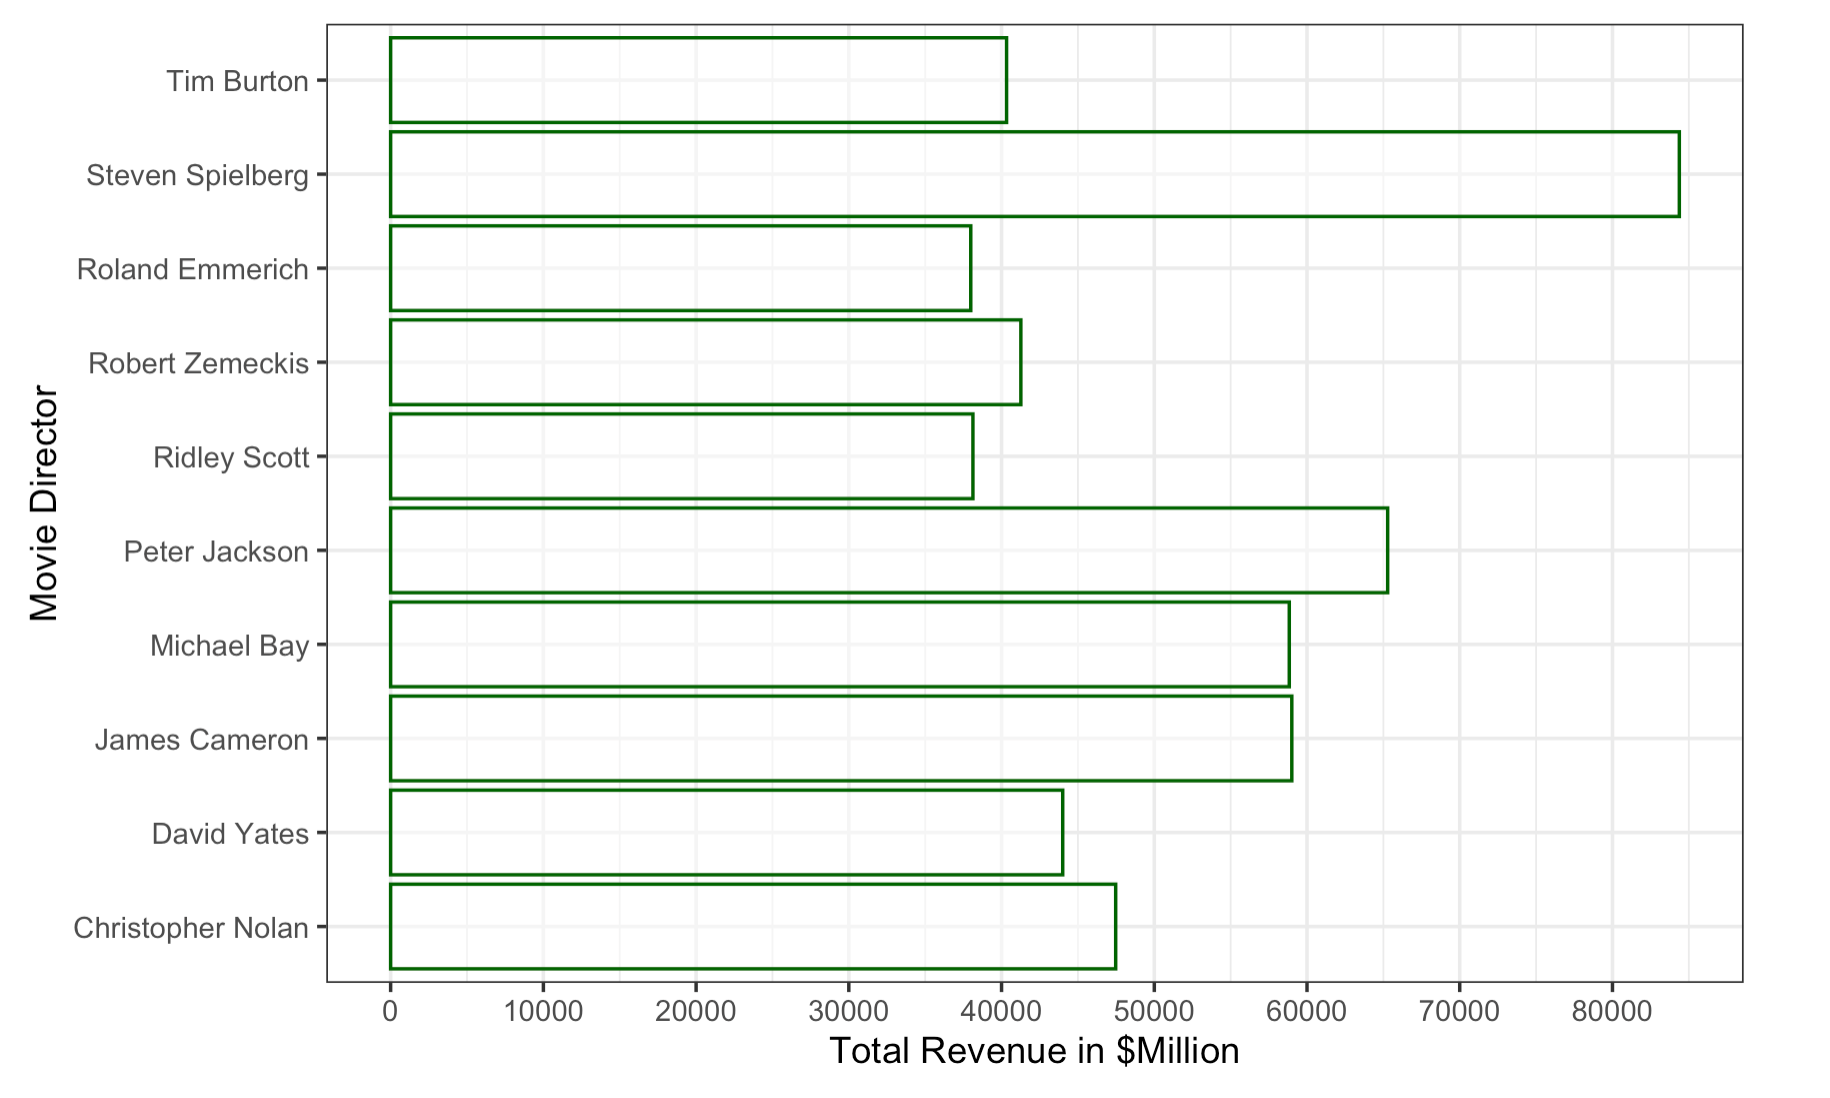 Tim Burton
Steven Spielberg
Roland Emmerich
Robert Zemeckis
Ridley Scott
Peter Jackson
Michael Bay
James Cameron
David Yates
Christopher Nolan
Movie Director
0 10000 20000 30000 40000 50000 60000 70000 80000
Total Revenue in $Million